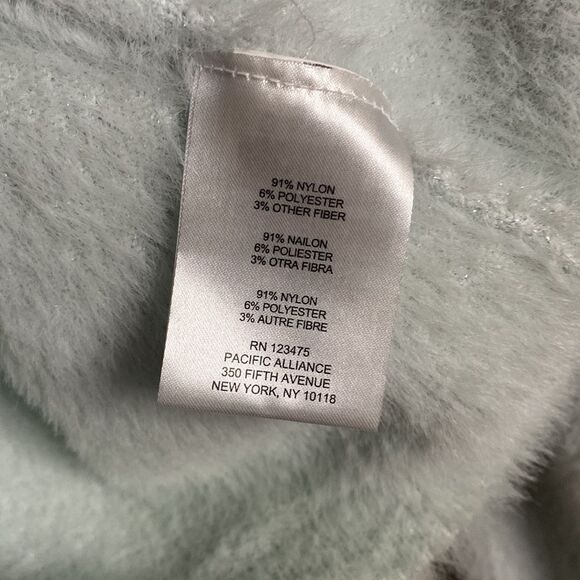 91% NYLON
6% POLYESTER
3% OTHER FIBER
91% NAILON
6% POLIESTER
3% OTRA FIBRA
91% NYLON
6% POLYESTER
3% AUTRE FIBRE
RN 123475
PACIFIC ALLIANCE
350 FIFTH AVENUE
NEW YORK, NY 10118